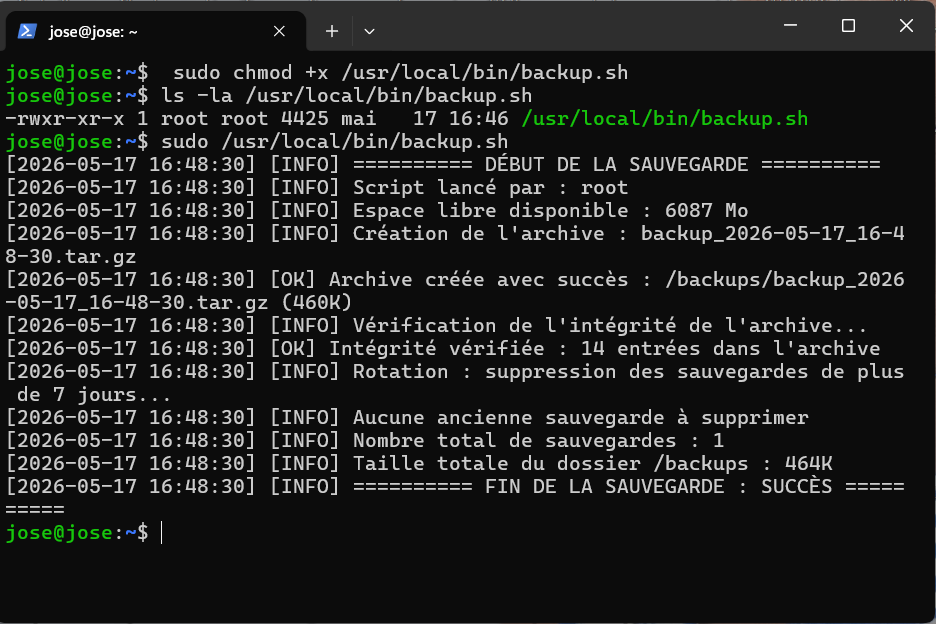 jose@jose: ~
jose@jose:~$  sudo chmod +x /usr/local/bin/backup.sh
jose@jose:~$ ls -la /usr/local/bin/backup.sh
-rwxr-xr-x 1 root root 4425 mai   17 16:46 /usr/local/bin/backup.sh
jose@jose:~$ sudo /usr/local/bin/backup.sh
[2026-05-17 16:48:30] [INFO] ========== DÉBUT DE LA SAUVEGARDE ==========
[2026-05-17 16:48:30] [INFO] Script lancé par : root
[2026-05-17 16:48:30] [INFO] Espace libre disponible : 6087 Mo
[2026-05-17 16:48:30] [INFO] Création de l'archive : backup_2026-05-17_16-4
8-30.tar.gz
[2026-05-17 16:48:30] [OK] Archive créée avec succès : /backups/backup_2026
-05-17_16-48-30.tar.gz (460K)
[2026-05-17 16:48:30] [INFO] Vérification de l'intégrité de l'archive...
[2026-05-17 16:48:30] [OK] Intégrité vérifiée : 14 entrées dans l'archive
[2026-05-17 16:48:30] [INFO] Rotation : suppression des sauvegardes de plus
 de 7 jours...
[2026-05-17 16:48:30] [INFO] Aucune ancienne sauvegarde à supprimer
[2026-05-17 16:48:30] [INFO] Nombre total de sauvegardes : 1
[2026-05-17 16:48:30] [INFO] Taille totale du dossier /backups : 464K
[2026-05-17 16:48:30] [INFO] ========== FIN DE LA SAUVEGARDE : SUCCÈS =====
=====
jose@jose:~$